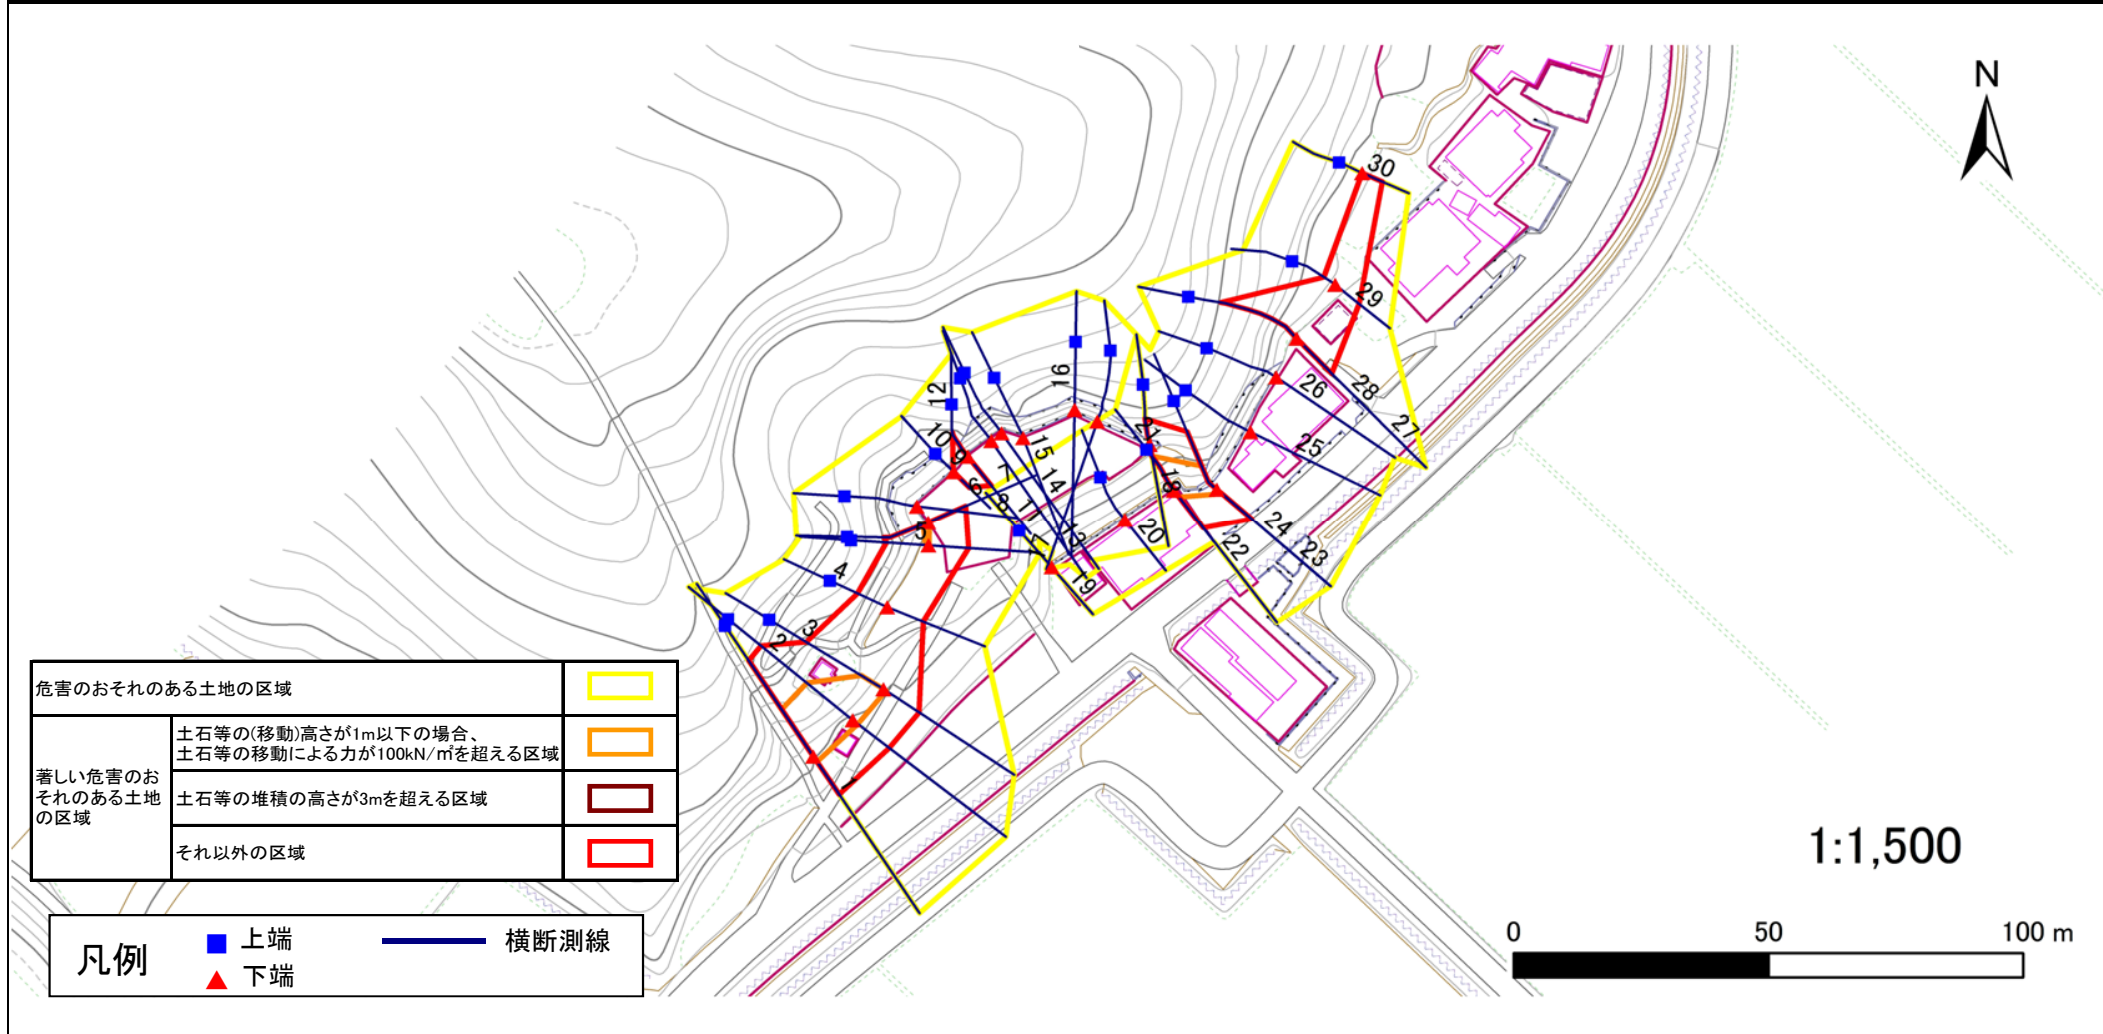 N
30
29
28
27
26
25
24
23
22
21
20
19
18
17
16
15
14
13
12
11
10
9
8
7
6
5
4
3
2
1
危害のおそれのある土地の区域
著しい危害のお
それのある土地
の区域
土石等の(移動)高さが1m以下の場合、
土石等の移動による力が100kN/㎡を超える区域
土石等の堆積の高さが3mを超える区域
それ以外の区域
凡例
上端
下端
横断測線
1:1,500
0 50 100 m